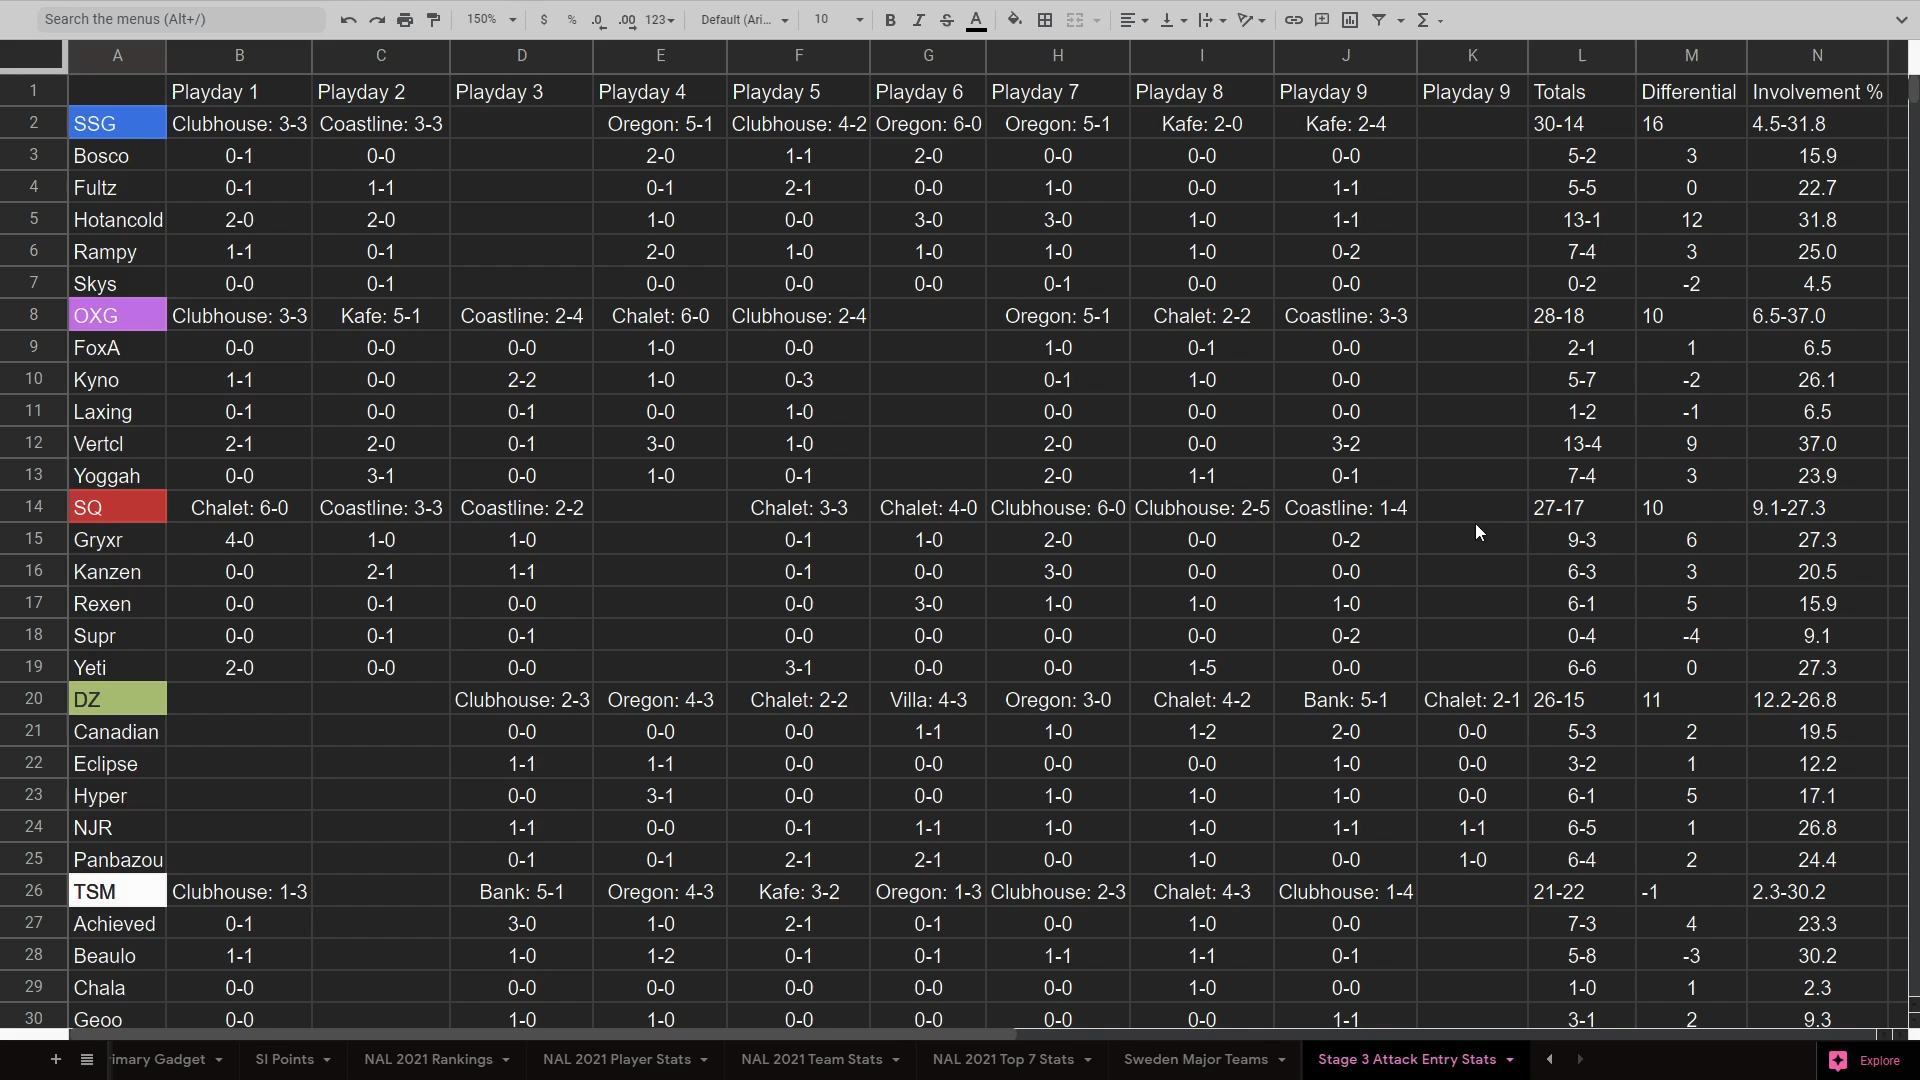 Search the menus (Alt+/) 150% $ % .0 .00 123 Default (Ari... 10 B I S A Σ
A B C D E F G H I J K L M N
1 Playday 1 Playday 2 Playday 3 Playday 4 Playday 5 Playday 6 Playday 7 Playday 8 Playday 9 Playday 9 Totals Differential Involvement %
2 SSG Clubhouse: 3-3 Coastline: 3-3 Oregon: 5-1 Clubhouse: 4-2 Oregon: 6-0 Oregon: 5-1 Kafe: 2-0 Kafe: 2-4 30-14 16 4.5-31.8
3 Bosco 0-1 0-0 2-0 1-1 2-0 0-0 0-0 0-0 5-2 3 15.9
4 Fultz 0-1 1-1 0-1 2-1 0-0 1-0 0-0 1-1 5-5 0 22.7
5 Hotancold 2-0 2-0 1-0 0-0 3-0 3-0 1-0 1-1 13-1 12 31.8
6 Rampy 1-1 0-1 2-0 1-0 1-0 1-0 1-0 0-2 7-4 3 25.0
7 Skys 0-0 0-1 0-0 0-0 0-0 0-1 0-0 0-0 0-2 -2 4.5
8 OXG Clubhouse: 3-3 Kafe: 5-1 Coastline: 2-4 Chalet: 6-0 Clubhouse: 2-4 Oregon: 5-1 Chalet: 2-2 Coastline: 3-3 28-18 10 6.5-37.0
9 FoxA 0-0 0-0 0-0 1-0 0-0 1-0 0-1 0-0 2-1 1 6.5
10 Kyno 1-1 0-0 2-2 1-0 0-3 0-1 1-0 0-0 5-7 -2 26.1
11 Laxing 0-1 0-0 0-1 0-0 1-0 0-0 0-0 0-0 1-2 -1 6.5
12 Vertcl 2-1 2-0 0-1 3-0 1-0 2-0 0-0 3-2 13-4 9 37.0
13 Yoggah 0-0 3-1 0-0 1-0 0-1 2-0 1-1 0-1 7-4 3 23.9
14 SQ Chalet: 6-0 Coastline: 3-3 Coastline: 2-2 Chalet: 3-3 Chalet: 4-0 Clubhouse: 6-0 Clubhouse: 2-5 Coastline: 1-4 27-17 10 9.1-27.3
15 Gryxr 4-0 1-0 1-0 0-1 1-0 2-0 0-0 0-2 9-3 6 27.3
16 Kanzen 0-0 2-1 1-1 0-1 0-0 3-0 0-0 0-0 6-3 3 20.5
17 Rexen 0-0 0-1 0-0 0-0 3-0 1-0 1-0 1-0 6-1 5 15.9
18 Supr 0-0 0-1 0-1 0-0 0-0 0-0 0-0 0-2 0-4 -4 9.1
19 Yeti 2-0 0-0 0-0 3-1 0-0 0-0 1-5 0-0 6-6 0 27.3
20 DZ Clubhouse: 2-3 Oregon: 4-3 Chalet: 2-2 Villa: 4-3 Oregon: 3-0 Chalet: 4-2 Bank: 5-1 Chalet: 2-1 26-15 11 12.2-26.8
21 Canadian 0-0 0-0 0-0 1-1 1-0 1-2 2-0 0-0 5-3 2 19.5
22 Eclipse 1-1 1-1 0-0 0-0 0-0 0-0 1-0 0-0 3-2 1 12.2
23 Hyper 0-0 3-1 0-0 0-0 1-0 1-0 1-0 0-0 6-1 5 17.1
24 NJR 1-1 0-0 0-1 1-1 1-0 1-0 1-1 1-1 6-5 1 26.8
25 Panbazou 0-1 0-1 2-1 2-1 0-0 1-0 0-0 1-0 6-4 2 24.4
26 TSM Clubhouse: 1-3 Bank: 5-1 Oregon: 4-3 Kafe: 3-2 Oregon: 1-3 Clubhouse: 2-3 Chalet: 4-3 Clubhouse: 1-4 21-22 -1 2.3-30.2
27 Achieved 0-1 3-0 1-0 2-1 0-1 0-0 1-0 0-0 7-3 4 23.3
28 Beaulo 1-1 1-0 1-2 0-1 0-1 1-1 1-1 0-1 5-8 -3 30.2
29 Chala 0-0 0-0 0-0 0-0 0-0 0-0 1-0 0-0 1-0 1 2.3
30 Geoo 0-0 1-0 1-0 0-0 0-0 0-0 0-0 1-1 3-1 2 9.3
+ imary Gadget SI Points NAL 2021 Rankings NAL 2021 Player Stats NAL 2021 Team Stats NAL 2021 Top 7 Stats Sweden Major Teams Stage 3 Attack Entry Stats Explore